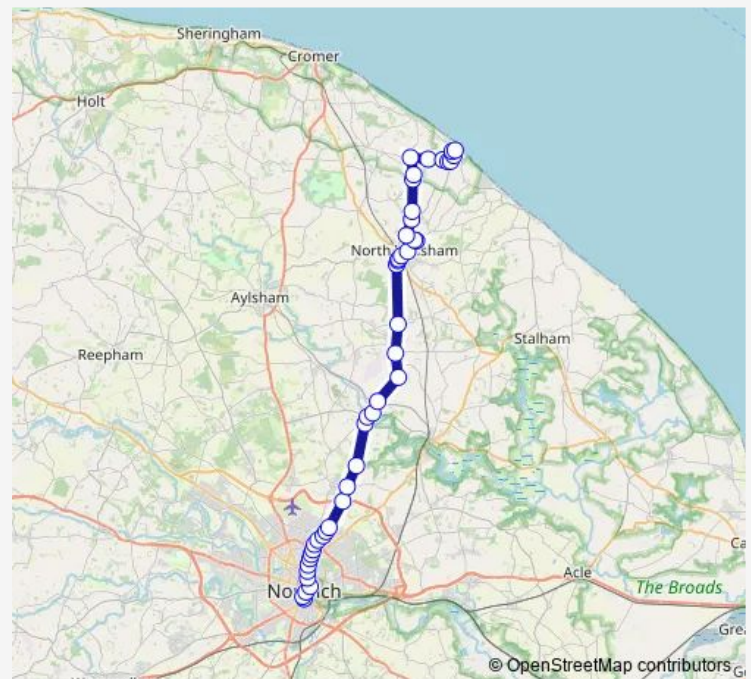 Sheringham
Cromer
Holt
Aylsham
Stalham
Reepham
Acle
The Broads
© OpenStreetMap contributors